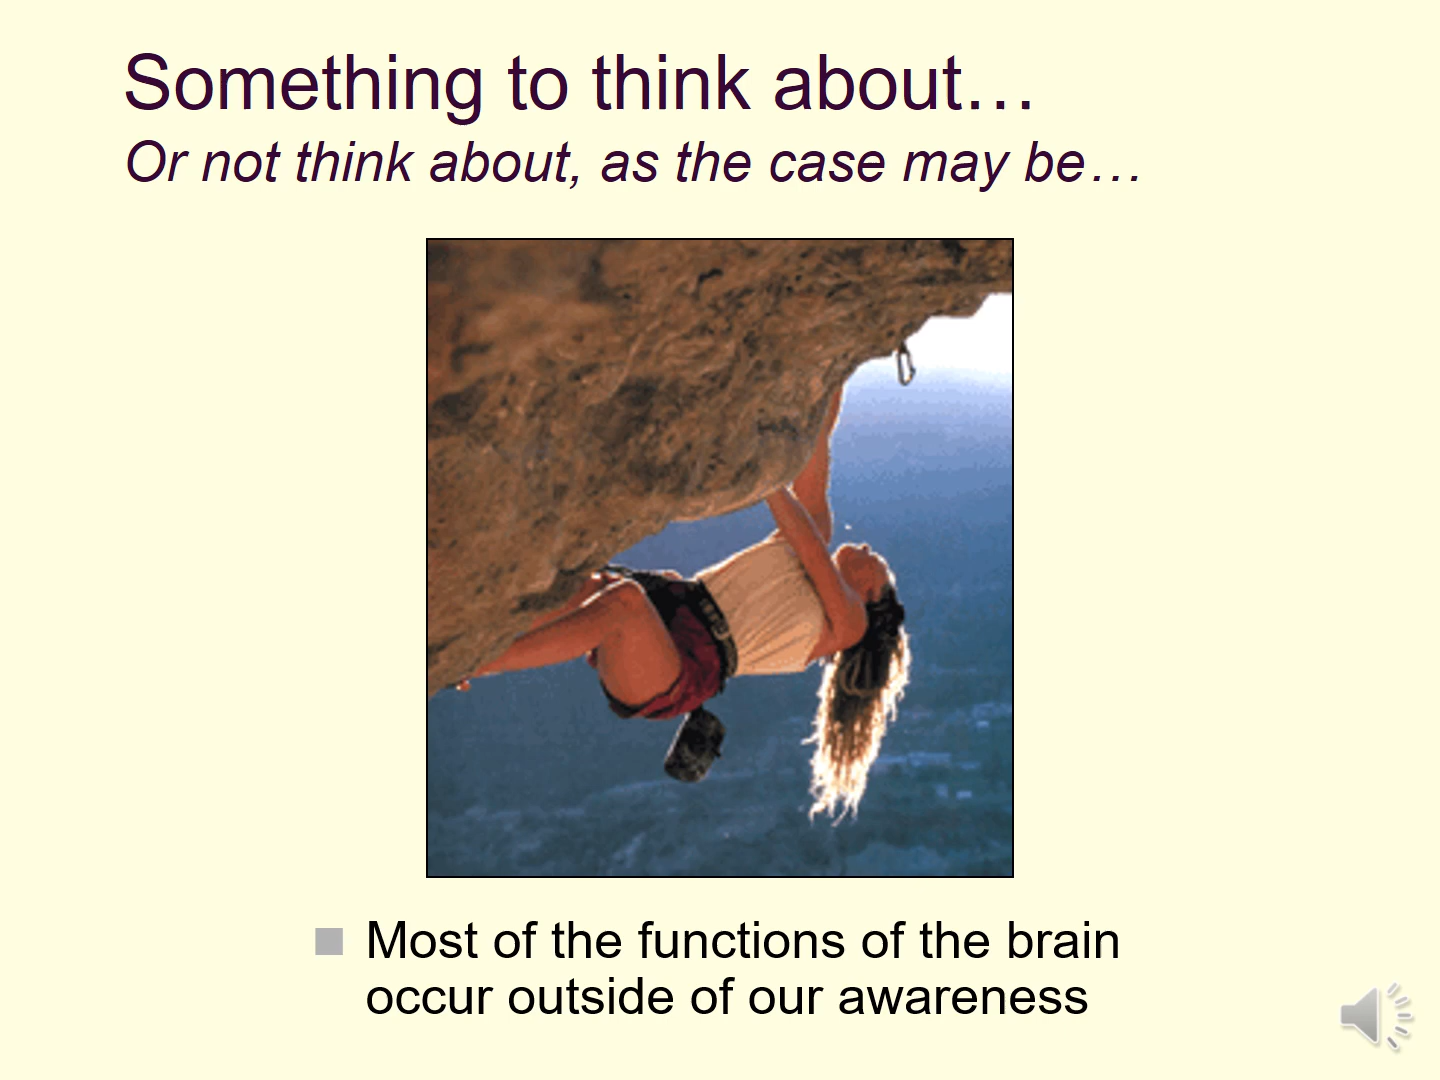 Something to think about…
Or not think about, as the case may be…
Most of the functions of the brain
occur outside of our awareness